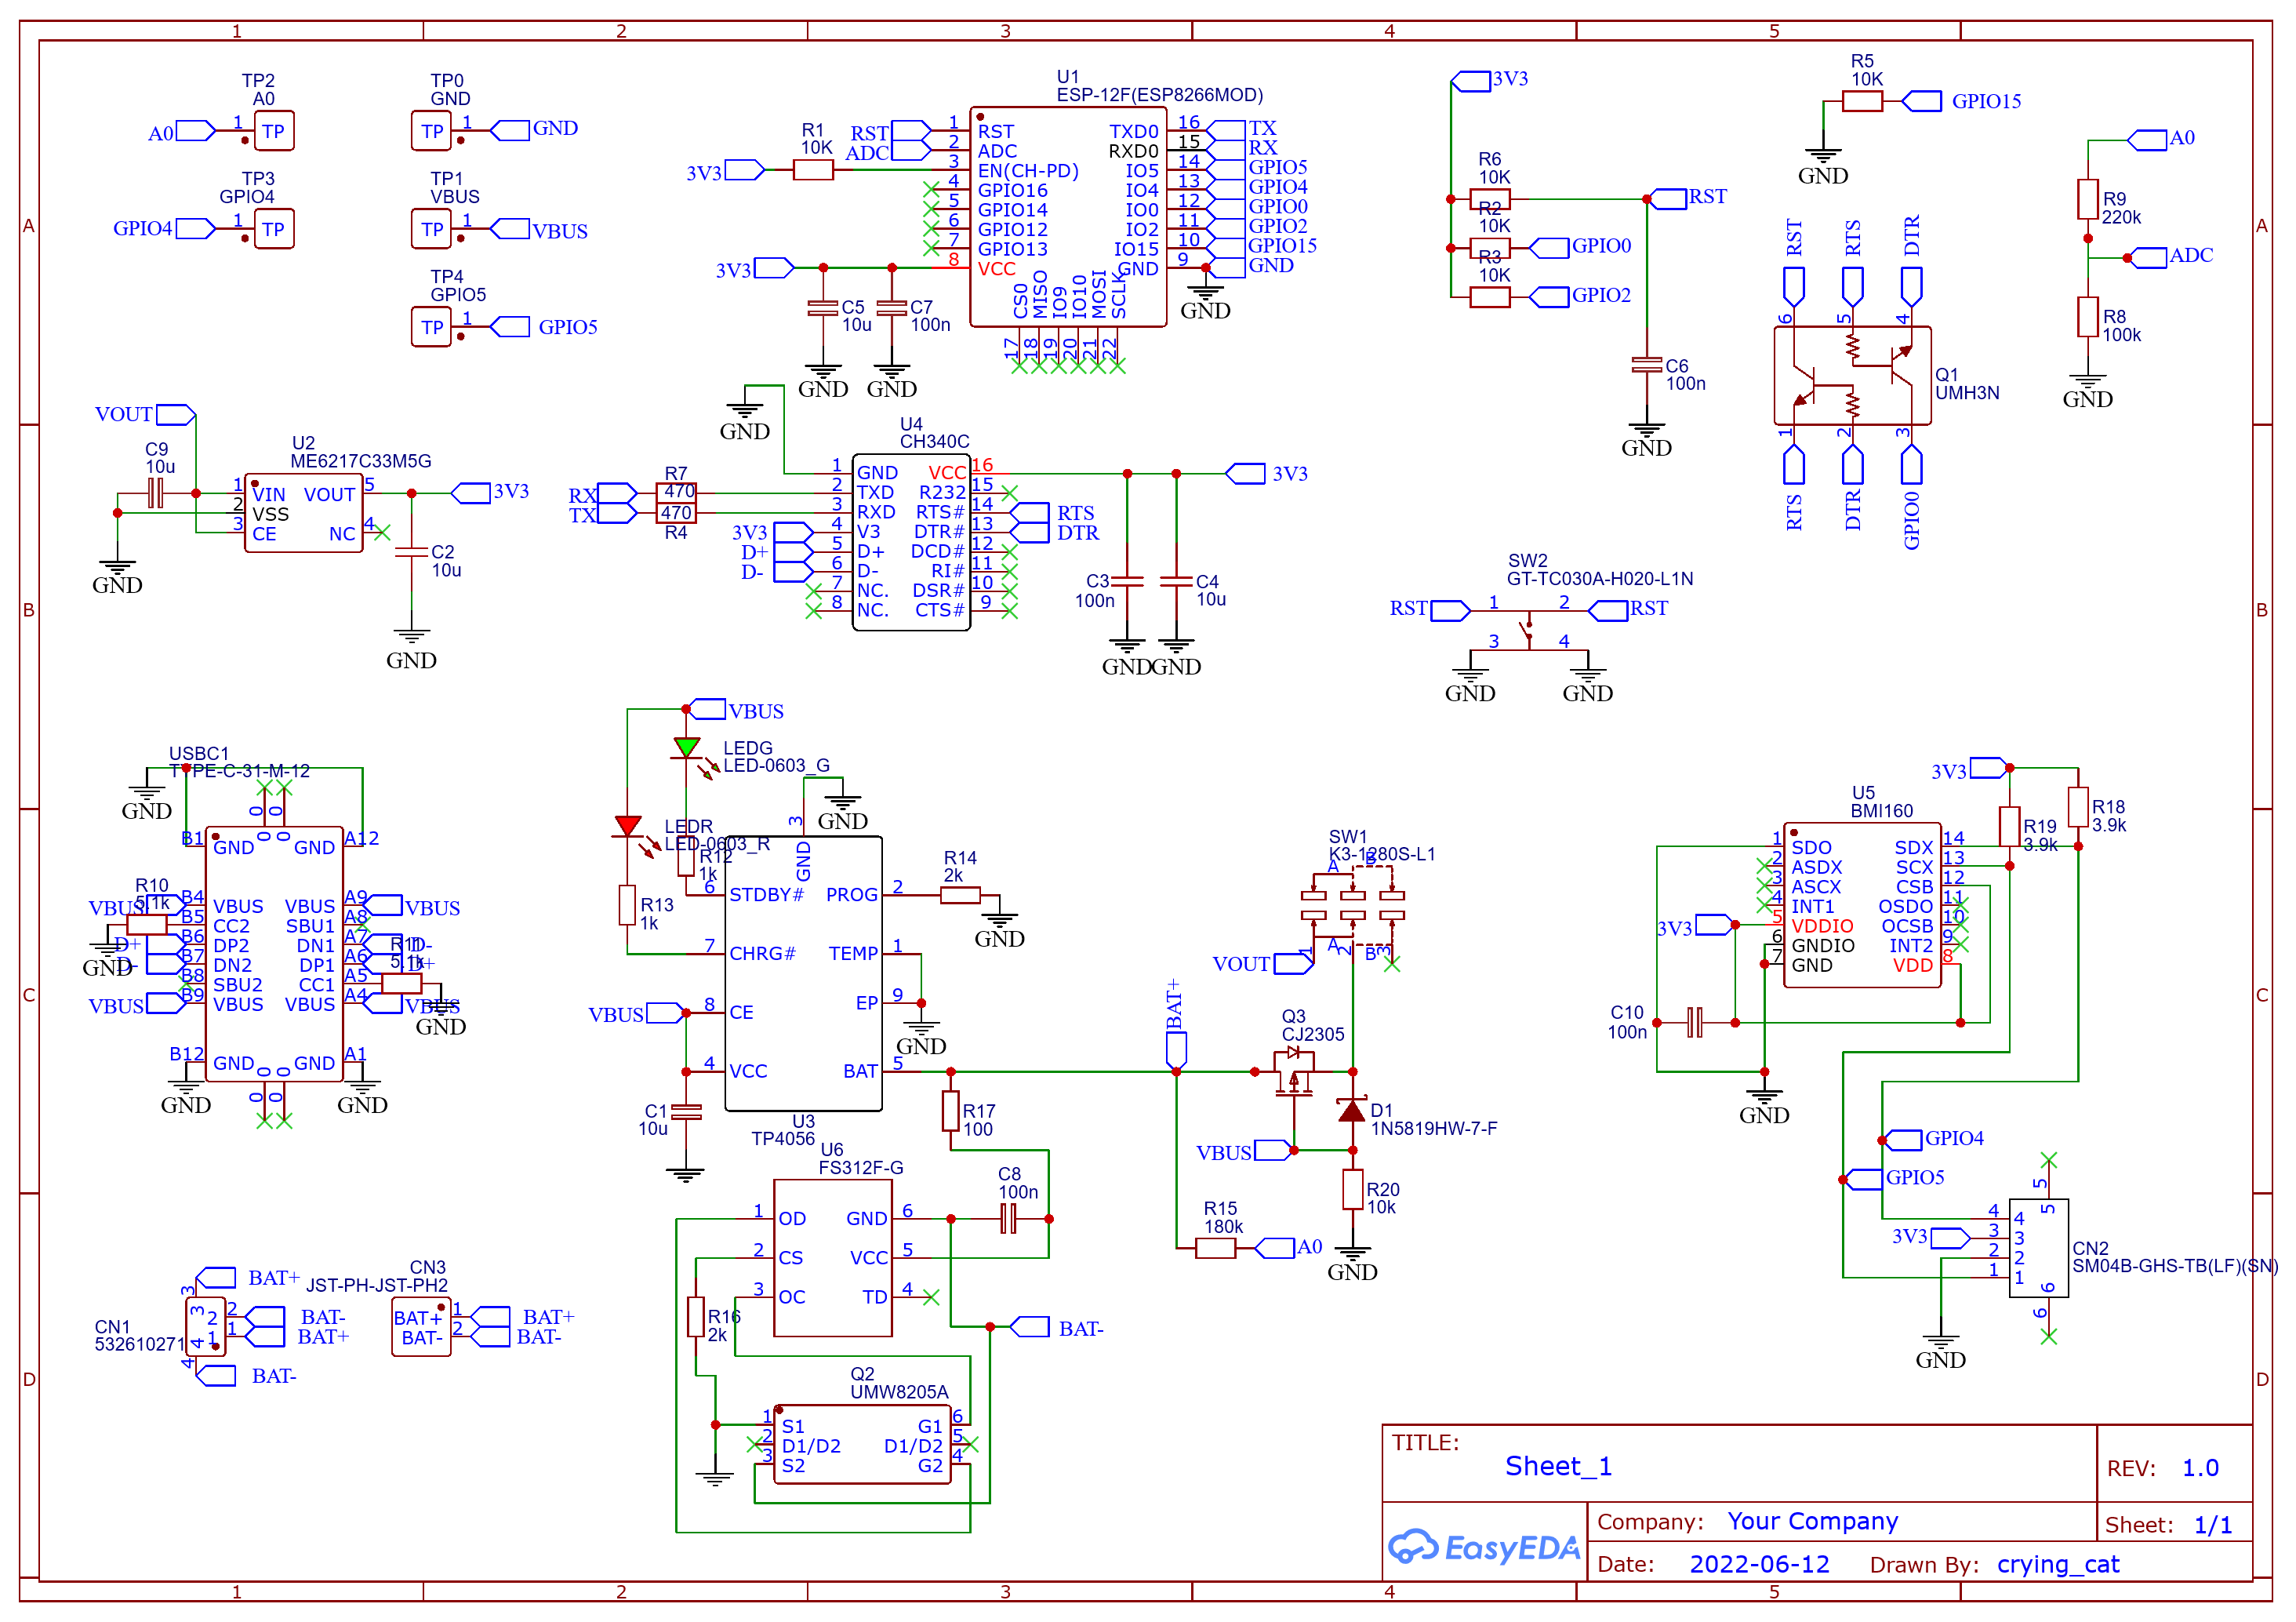 1 2 3 4 5
A
B
C
D
TP2
A0
A0 1 TP
TP0
GND
TP 1 GND
TP3
GPIO4
GPIO4 1 TP
TP1
VBUS
TP 1 VBUS
TP4
GPIO5
TP 1 GPIO5
U1
ESP-12F(ESP8266MOD)
R1
10K
3V3
RST 1 RST
ADC 2 ADC
3 EN(CH-PD)
4 GPIO16
5 GPIO14
6 GPIO12
7 GPIO13
3V3 8 VCC
TXD0 16 TX
RXD0 15 RX
IO5 14 GPIO5
IO4 13 GPIO4
IO0 12 GPIO0
IO2 11 GPIO2
IO15 10 GPIO15
GND 9 GND
GND
CS0 MISO IO9 IO10 MOSI SCLK
17 18 19 20 21 22
C5
10u
C7
100n
GND GND
3V3
R6
10K
RST
R2
10K
GPIO0
R3
10K
GPIO2
C6
100n
GND
R5
10K
GPIO15
GND
RST RTS DTR
6 5 4
Q1
UMH3N
1 2 3
RTS DTR GPIO0
A0
R9
220k
ADC
R8
100k
GND
VOUT
C9
10u
U2
ME6217C33M5G
1 VIN VOUT 5 3V3
2 VSS
3 CE NC 4
C2
10u
GND
GND
GND
U4
CH340C
R7
RX 470
TX 470
R4
1 GND VCC 16 3V3
2 TXD R232 15
3 RXD RTS# 14 RTS
3V3 4 V3 DTR# 13 DTR
D+ 5 D+ DCD# 12
D- 6 D- RI# 11
7 NC. DSR# 10
8 NC. CTS# 9
C3
100n
C4
10u
GND GND
SW2
GT-TC030A-H020-L1N
RST 1 2 RST
3 4
GND GND
USBC1
TYPE-C-31-M-12
GND
0 0
0 0
B1 GND GND A12
R10
5.1k
VBUS B4 VBUS VBUS A9 VBUS
B5 CC2 SBU1 A8
D+ B6 DP2 DN1 A7 D-
D- B7 DN2 DP1 A6 D+
B8 SBU2 CC1 A5
VBUS B9 VBUS VBUS A4 VBUS
R11
5.1k
GND
GND
B12 GND GND A1
0 0
0 0
GND GND
VBUS
LEDG
LED-0603_G
LEDR
LED-0603_R
R12
1k
R13
1k
GND
3 GND
6 STDBY# PROG 2
7 CHRG# TEMP 1
VBUS 8 CE EP 9
4 VCC BAT 5
R14
2k
GND
GND
C1
10u
U3
TP4056
R17
100
U6
FS312F-G
1 OD GND 6
2 CS VCC 5
3 OC TD 4
C8
100n
BAT-
R16
2k
Q2
UMW8205A
1 S1 G1 6
2 D1/D2 D1/D2 5
3 S2 G2 4
SW1
K3-1280S-L1
A B
A B
1 2 3
VOUT
BAT+
Q3
CJ2305
D1
1N5819HW-7-F
VBUS
R20
10k
GND
R15
180k
A0
3V3
U5
BMI160
R18
3.9k
R19
3.9k
1 SDO SDX 14
2 ASDX SCX 13
3 ASCX CSB 12
4 INT1 OSDO 11
3V3 5 VDDIO OCSB 10
6 GNDIO INT2 9
7 GND VDD 8
C10
100n
GND
GPIO4
GPIO5
5 5
4 4
3V3 3 3
2 2
1 1
6 6
CN2
SM04B-GHS-TB(LF)(SN)
GND
CN1
532610271
3 3 BAT+
2 2 BAT-
1 1 BAT+
4 4 BAT-
CN3
JST-PH-JST-PH2
BAT+ 1 BAT+
BAT- 2 BAT-
TITLE:
Sheet_1
REV: 1.0
EasyEDA
Company: Your Company
Sheet: 1/1
Date: 2022-06-12 Drawn By: crying_cat
A
B
C
D
1 2 3 4 5